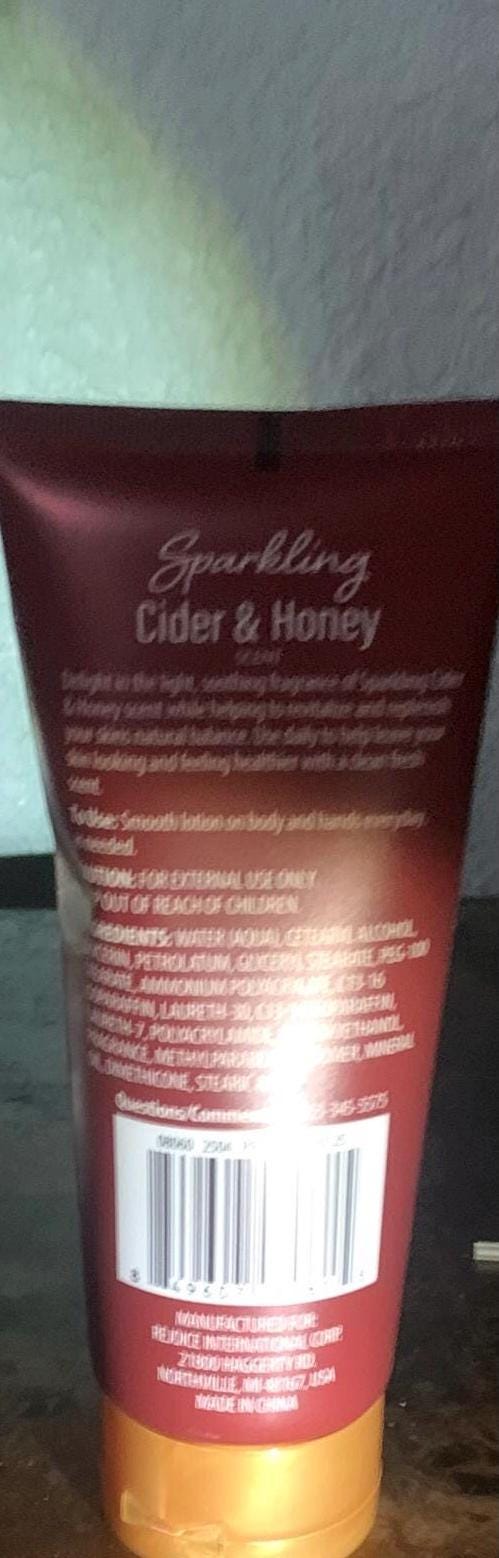 Sparkling
Cider & Honey
SCENT
Delight in the light, soothing fragrance of Sparkling Cider
& Honey scent while helping to revitalize and replenish
your skins natural balance. Use daily to help leave your
skin looking and feeling healthier with a clean fresh
scent.
To Use: Smooth lotion on body and hands everyday
needed.
FOR EXTERNAL USE ONLY
OUT OF REACH OF CHILDREN.
WATER (AQUA), CETEARYL ALCOHOL,
PETROLATUM, GLYCERYL STEARATE, PEG-100
AMMONIUM POLYACRYLATE, C13-16
LAURETH-30,
POLYACRYLAMIDE,
MINERAL
DIMETHICONE, STEARIC
Questions/Comments
MANUFACTURED FOR:
REJOICE INTERNATIONAL CORP.
21800 HAGGERTY RD.
NORTHVILLE, MI 48167, USA
MADE IN CHINA